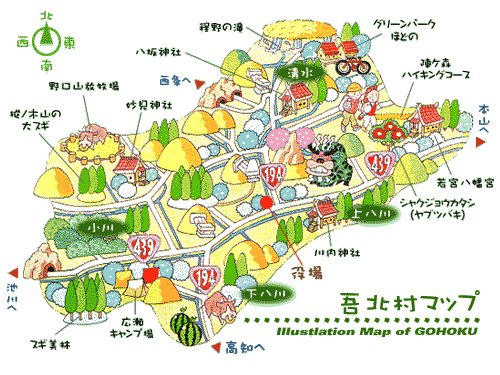 北
西 東
南
程野の滝
グリーンパーク
ほどの
八坂神社
清水
陣ケ森
ハイキングコース
西条へ
野口山放牧場
妙見神社
樅ノ木山の
大スギ
本山へ
194
439
若宮八幡宮
シャクジョウカタシ
(ヤブツバキ)
上八川
小川
439
川内神社
役場
194
下八川
池川へ
スギ美林
広瀬
キャンプ場
高知へ
吾北村マップ
Illustlation Map of GOHOKU